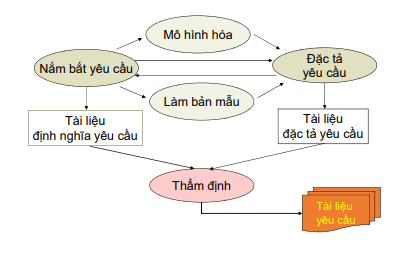 Mô hình hóa
Nắm bắt yêu cầu
Đặc tả
yêu cầu
Làm bản mẫu
Tài liệu
định nghĩa yêu cầu
Tài liệu
đặc tả yêu cầu
Thẩm định
Tài liệu
yêu cầu